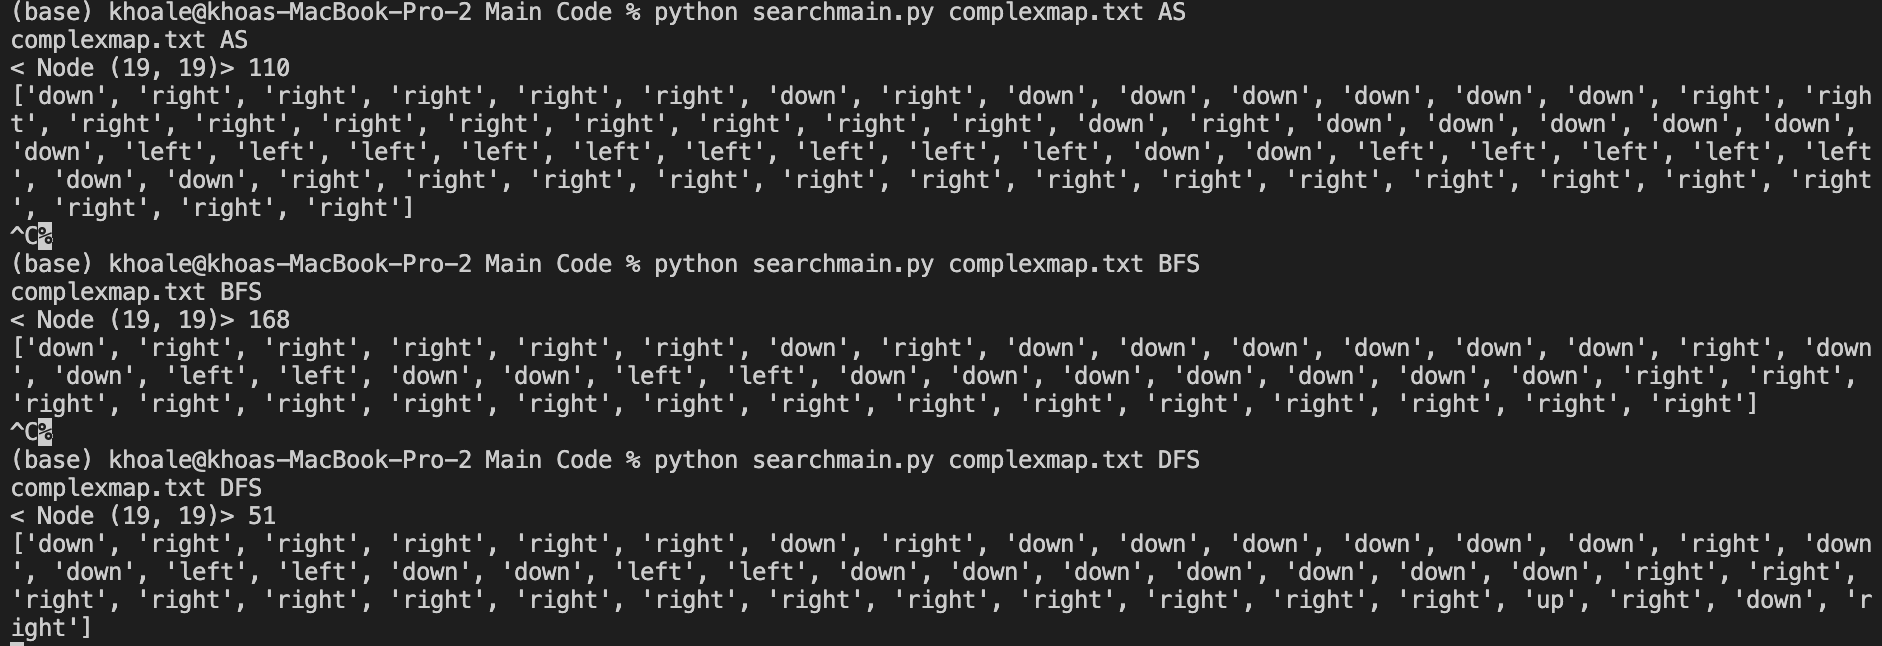 (base) khoale@khoas-MacBook-Pro-2 Main Code % python searchmain.py complexmap.txt AS
complexmap.txt AS
< Node (19, 19)> 110
['down', 'right', 'right', 'right', 'right', 'right', 'down', 'right', 'down', 'down', 'down', 'down', 'down', 'down', 'right', 'righ
t', 'right', 'right', 'right', 'right', 'right', 'right', 'right', 'right', 'down', 'right', 'down', 'down', 'down', 'down', 'down',
'down', 'left', 'left', 'left', 'left', 'left', 'left', 'left', 'left', 'left', 'down', 'down', 'left', 'left', 'left', 'left', 'left
', 'down', 'down', 'right', 'right', 'right', 'right', 'right', 'right', 'right', 'right', 'right', 'right', 'right', 'right', 'right
', 'right', 'right', 'right']
^C%
(base) khoale@khoas-MacBook-Pro-2 Main Code % python searchmain.py complexmap.txt BFS
complexmap.txt BFS
< Node (19, 19)> 168
['down', 'right', 'right', 'right', 'right', 'right', 'down', 'right', 'down', 'down', 'down', 'down', 'down', 'down', 'right', 'down
', 'down', 'left', 'left', 'down', 'down', 'left', 'left', 'down', 'down', 'down', 'down', 'down', 'down', 'down', 'right', 'right',
'right', 'right', 'right', 'right', 'right', 'right', 'right', 'right', 'right', 'right', 'right', 'right', 'right', 'right']
^C%
(base) khoale@khoas-MacBook-Pro-2 Main Code % python searchmain.py complexmap.txt DFS
complexmap.txt DFS
< Node (19, 19)> 51
['down', 'right', 'right', 'right', 'right', 'right', 'down', 'right', 'down', 'down', 'down', 'down', 'down', 'down', 'right', 'down
', 'down', 'left', 'left', 'down', 'down', 'left', 'left', 'down', 'down', 'down', 'down', 'down', 'down', 'down', 'right', 'right',
'right', 'right', 'right', 'right', 'right', 'right', 'right', 'right', 'right', 'right', 'right', 'up', 'right', 'down', 'r
ight']